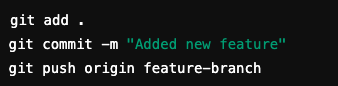 git add .
git commit -m "Added new feature"
git push origin feature-branch